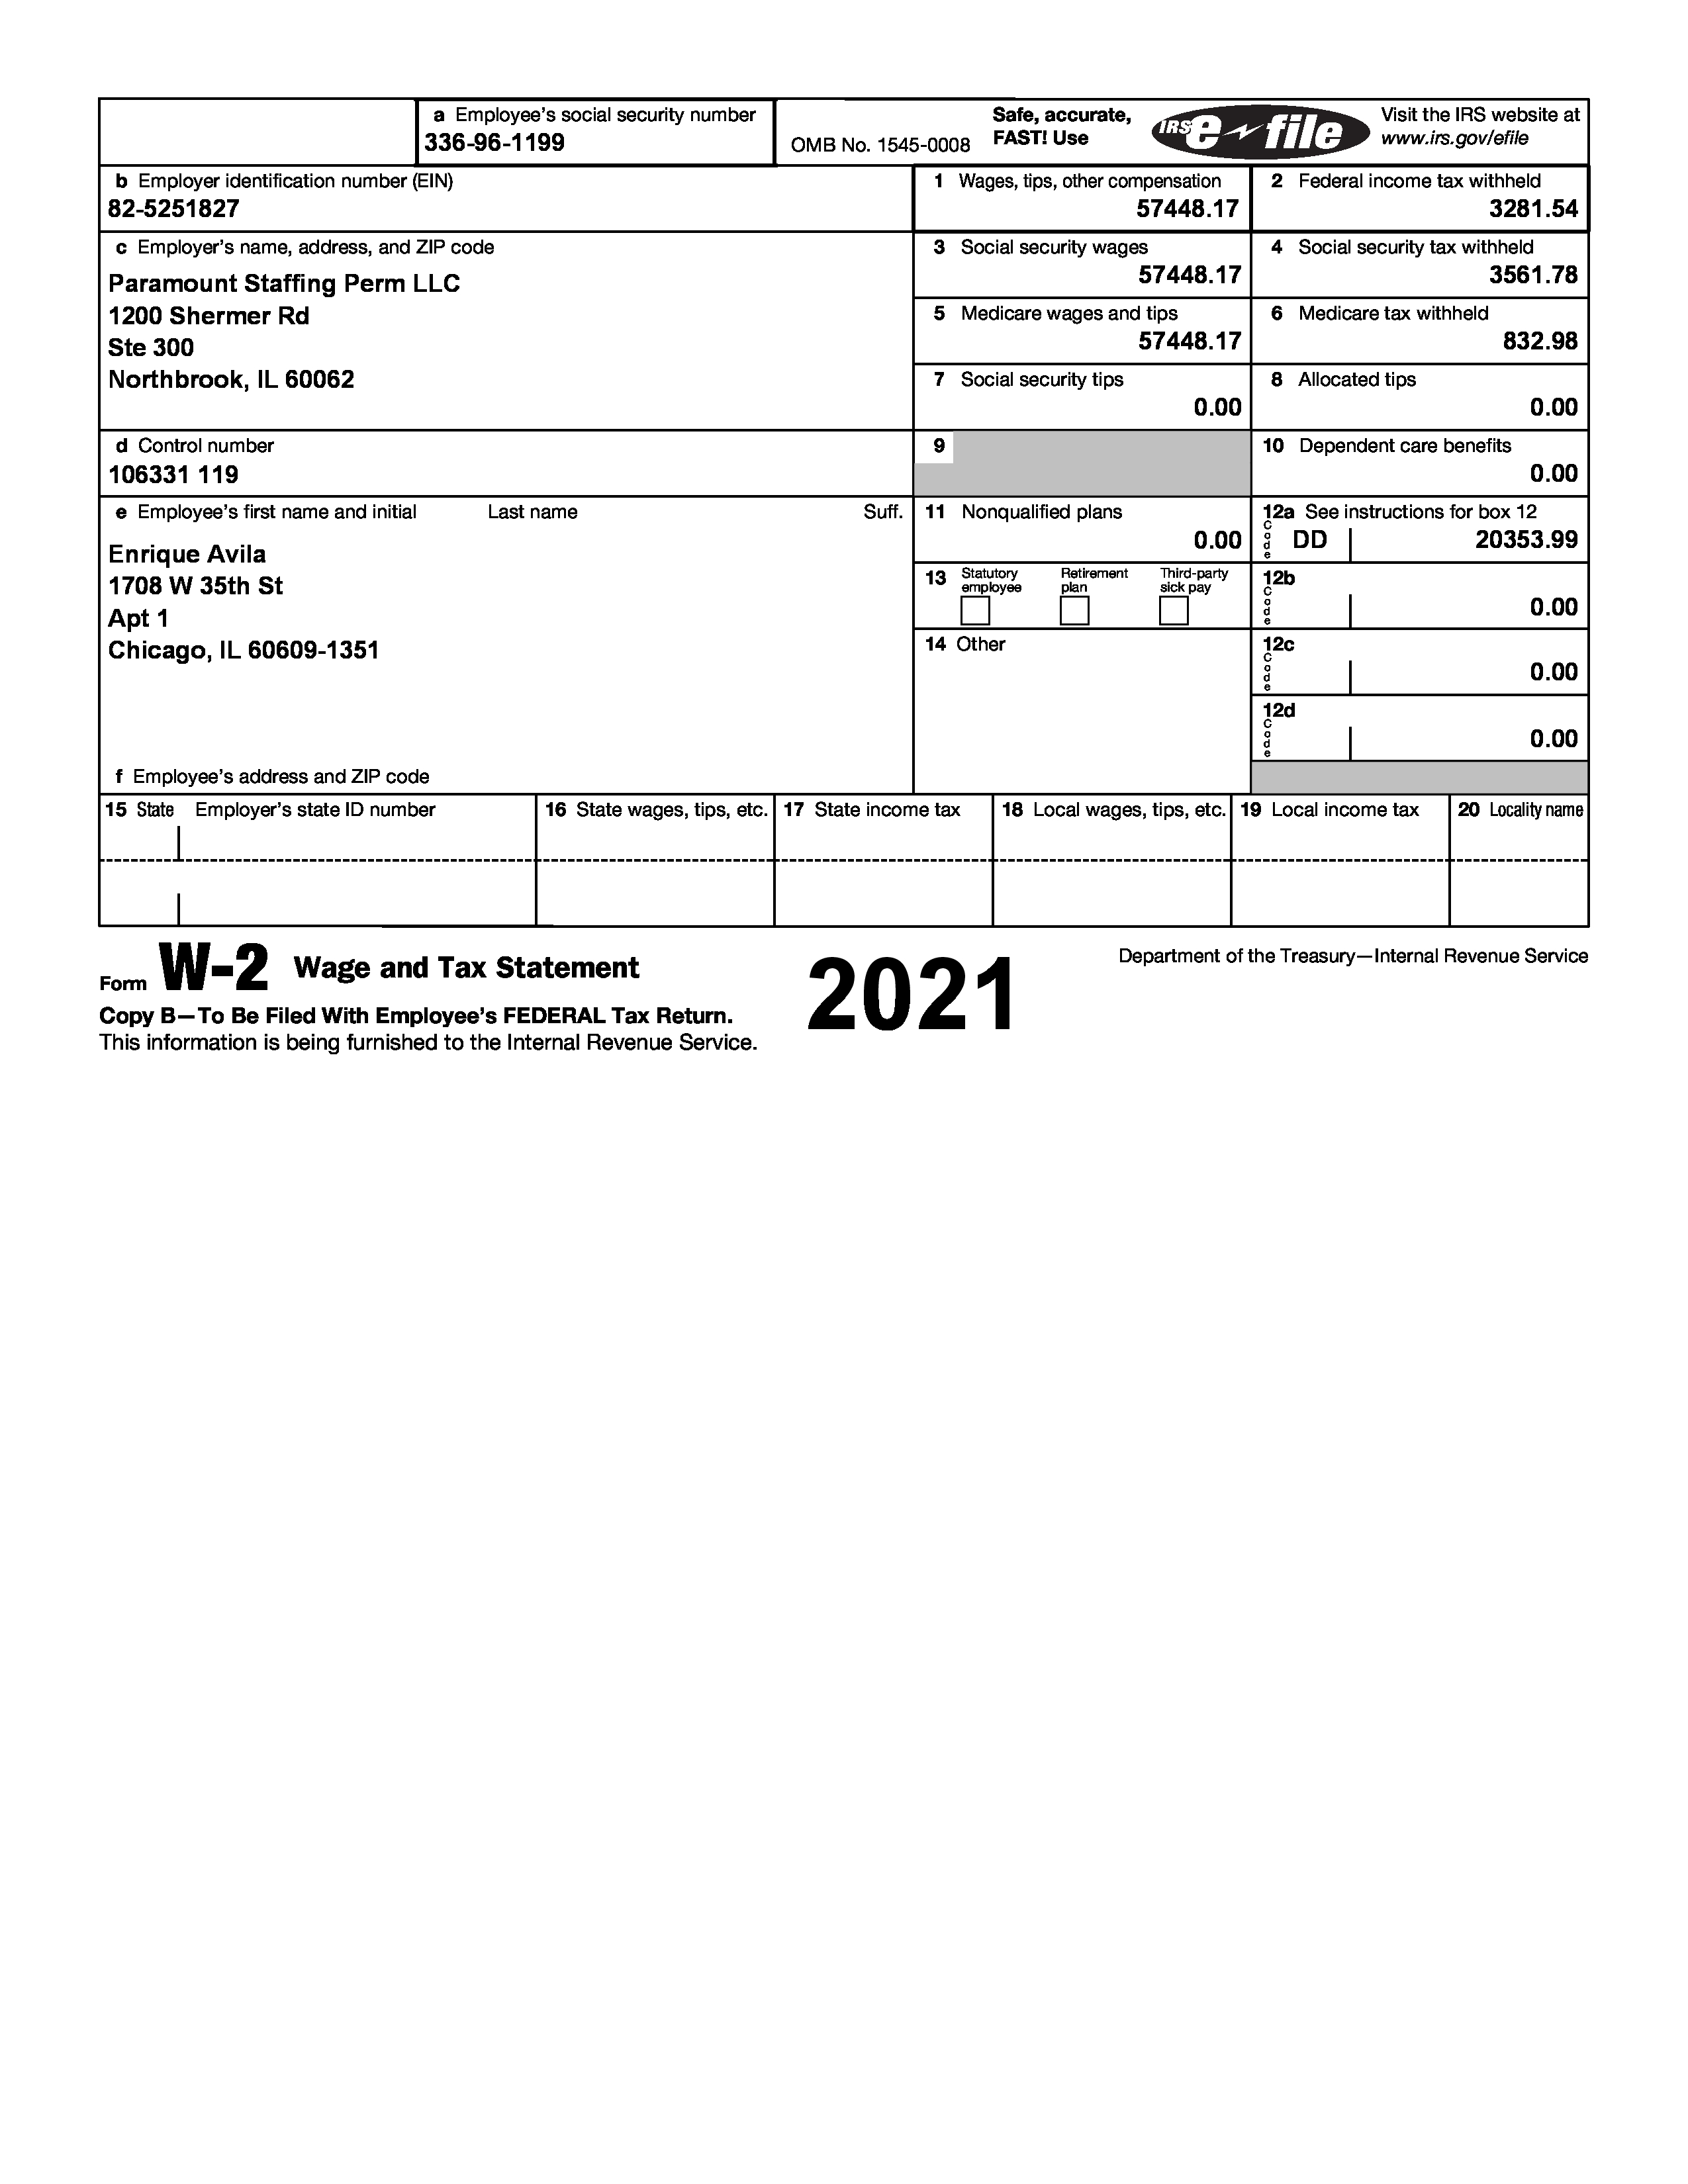 a Employee's social security number
336-96-1199
OMB No. 1545-0008
Safe, accurate,
FAST! Use
IRS e-file
Visit the IRS website at
www.irs.gov/efile
b Employer identification number (EIN)
82-5251827
1 Wages, tips, other compensation
57448.17
2 Federal income tax withheld
3281.54
c Employer's name, address, and ZIP code
Paramount Staffing Perm LLC
1200 Shermer Rd
Ste 300
Northbrook, IL 60062
3 Social security wages
57448.17
4 Social security tax withheld
3561.78
5 Medicare wages and tips
57448.17
6 Medicare tax withheld
832.98
7 Social security tips
0.00
8 Allocated tips
0.00
d Control number
106331 119
9
10 Dependent care benefits
0.00
e Employee's first name and initial Last name Suff.
Enrique Avila
1708 W 35th St
Apt 1
Chicago, IL 60609-1351
f Employee's address and ZIP code
11 Nonqualified plans
0.00
12a See instructions for box 12
Code DD 20353.99
13 Statutory employee Retirement plan Third-party sick pay
12b
Code 0.00
14 Other
12c
Code 0.00
12d
Code 0.00
15 State Employer's state ID number
16 State wages, tips, etc.
17 State income tax
18 Local wages, tips, etc.
19 Local income tax
20 Locality name
Form W-2 Wage and Tax Statement
2021
Department of the Treasury—Internal Revenue Service
Copy B—To Be Filed With Employee's FEDERAL Tax Return.
This information is being furnished to the Internal Revenue Service.